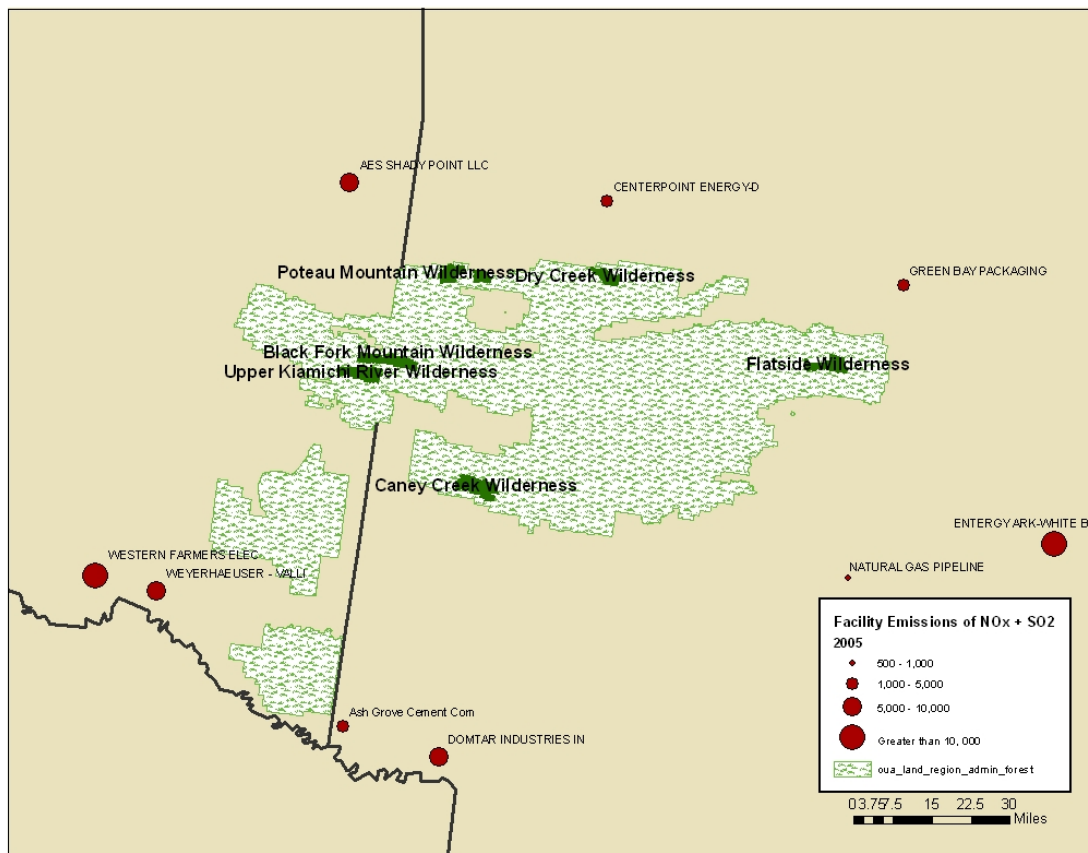 AES SHADY POINT LLC
CENTERPOINT ENERGY-D
Poteau Mountain Wilderness
Dry Creek Wilderness
GREEN BAY PACKAGING
Black Fork Mountain Wilderness
Upper Kiamichi River Wilderness
Flatside Wilderness
Caney Creek Wilderness
ENTERGY ARK-WHITE B
WESTERN FARMERS ELEC
WEYERHAEUSER - VALLI
NATURAL GAS PIPELINE
Ash Grove Cement Com
DOMTAR INDUSTRIES IN
Facility Emissions of NOx + SO2
2005
500 - 1,000
1,000 - 5,000
5,000 - 10,000
Greater than 10, 000
oua_land_region_admin_forest
0 3.75 7.5 15 22.5 30
Miles